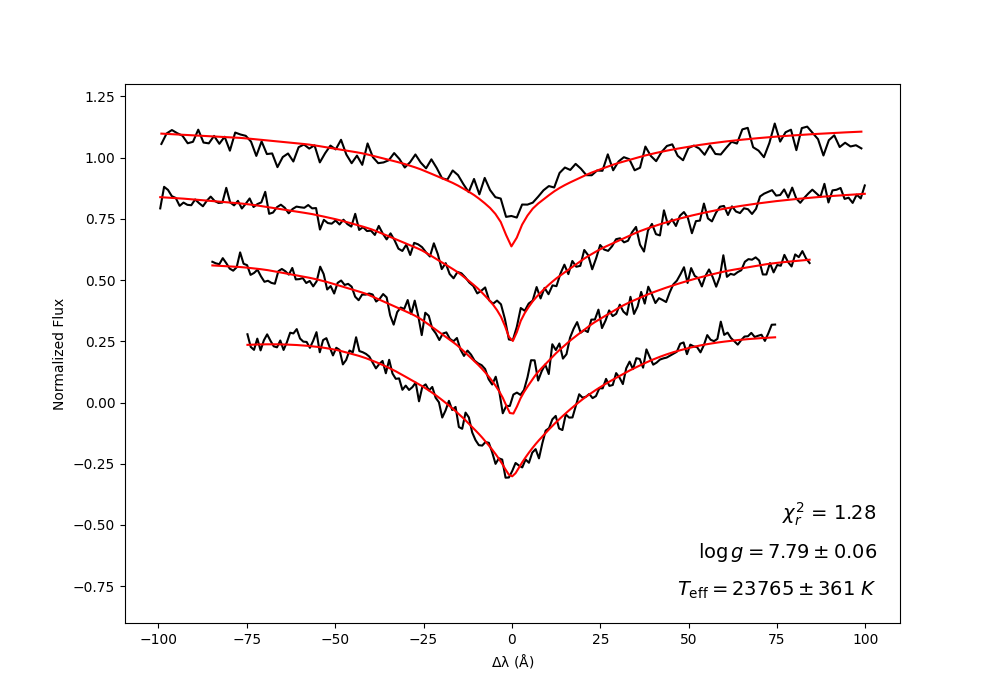 1.25
1.00
0.75
0.50
0.25
0.00
−0.25
−0.50
−0.75
Normalized Flux
χ²ᵣ = 1.28
log g = 7.79 ± 0.06
T_eff = 23765 ± 361 K
−100 −75 −50 −25 0 25 50 75 100
Δλ (Å)